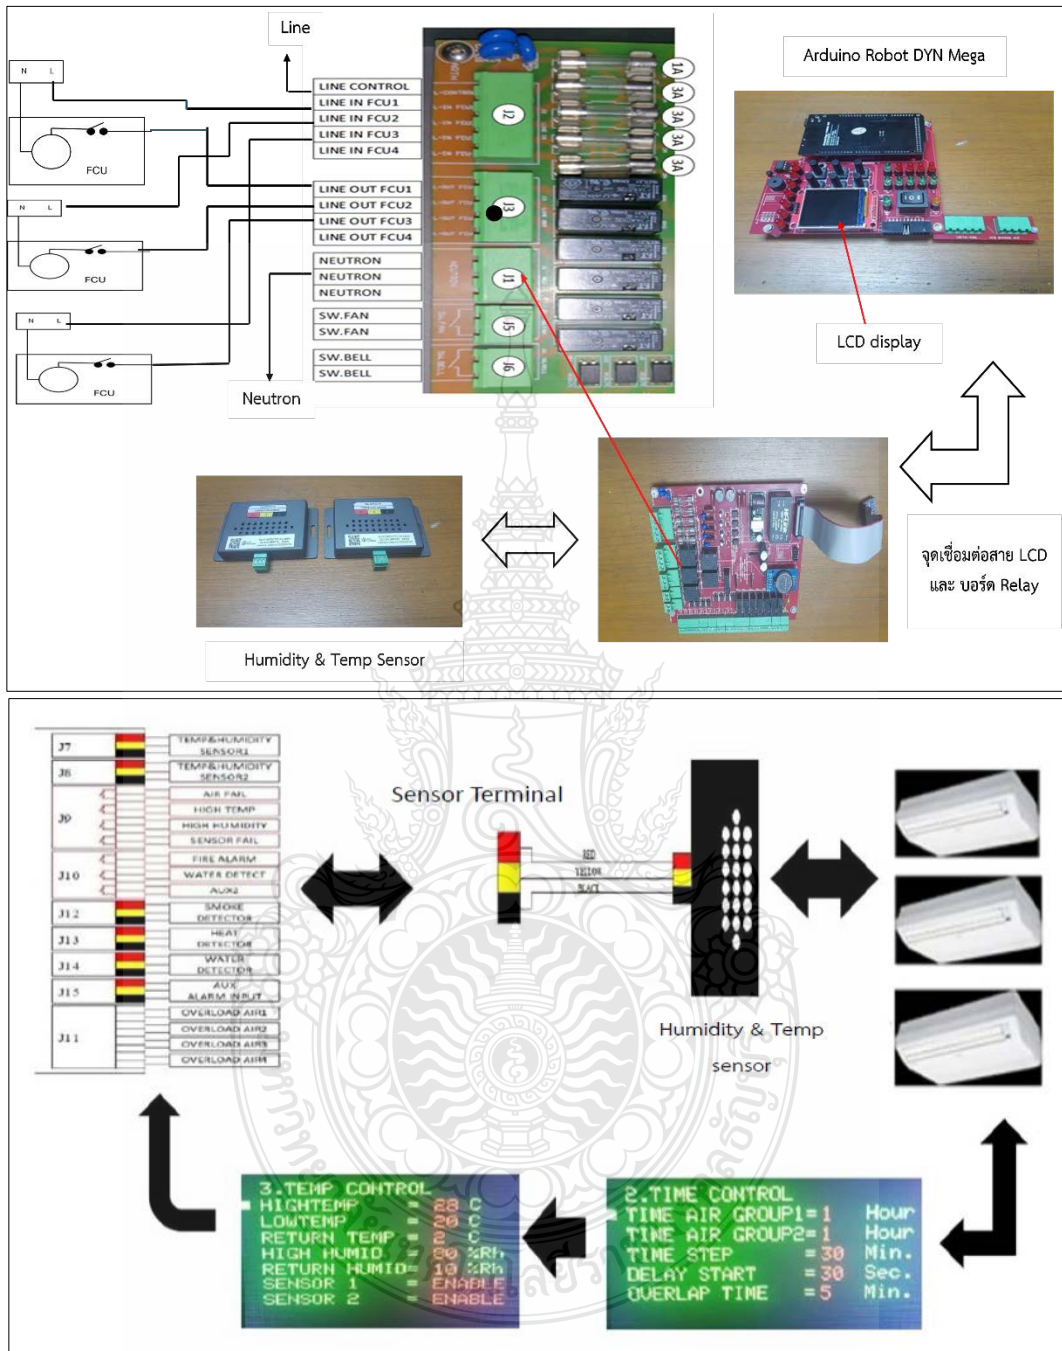 Line
N L
FCU
N L
FCU
N L
FCU
LINE CONTROL
LINE IN FCU1
LINE IN FCU2
LINE IN FCU3
LINE IN FCU4
LINE OUT FCU1
LINE OUT FCU2
LINE OUT FCU3
LINE OUT FCU4
NEUTRON
NEUTRON
NEUTRON
SW.FAN
SW.FAN
SW.BELL
SW.BELL
Neutron
J2
J3
J1
J5
J6
1A
3A
3A
3A
3A
Arduino Robot DYN Mega
LCD display
จุดเชื่อมต่อสาย LCD
และ บอร์ด Relay
Humidity & Temp Sensor
J7
TEMP&HUMIDITY
SENSOR1
J8
TEMP&HUMIDITY
SENSOR2
J9
AIR FAIL
HIGH TEMP
HIGH HUMIDITY
SENSOR FAIL
J10
FIRE ALARM
WATER DETECT
AUX2
J12
SMOKE
DETECTOR
J13
HEAT
DETECTOR
J14
WATER
DETECTOR
J15
AUX
ALARM INPUT
J11
OVERLOAD AIR1
OVERLOAD AIR2
OVERLOAD AIR3
OVERLOAD AIR4
Sensor Terminal
RED
YELLOW
BLACK
Humidity & Temp
sensor
3.TEMP CONTROL
HIGHTEMP = 28 C
LOWTEMP = 20 C
RETURN TEMP = 2 C
HIGH HUMID = 80 %Rh
RETURN HUMID= 10 %Rh
SENSOR 1 = ENABLE
SENSOR 2 = ENABLE
2.TIME CONTROL
TIME AIR GROUP1= 1 Hour
TIME AIR GROUP2= 1 Hour
TIME STEP =30 Min.
DELAY START =30 Sec.
OVERLAP TIME =5 Min.